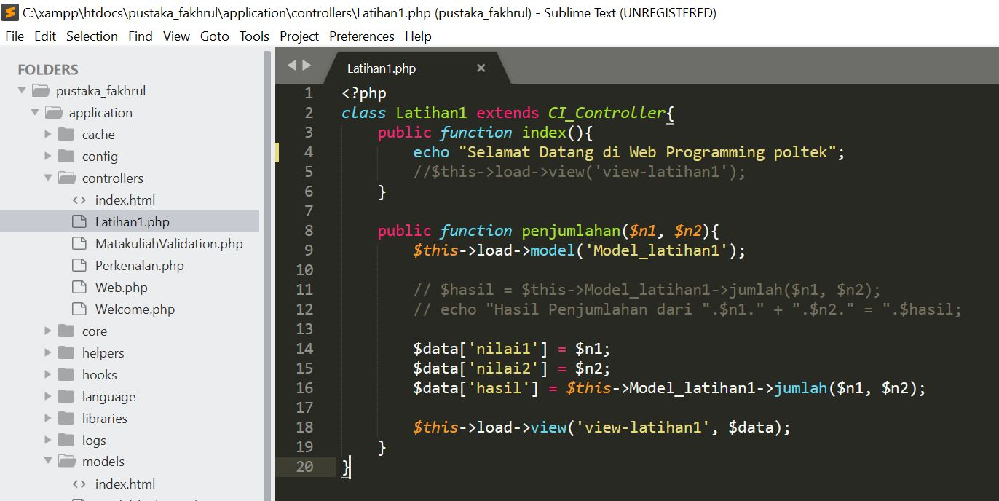 C:\xampp\htdocs\pustaka_fakhrul\application\controllers\Latihan1.php (pustaka_fakhrul) - Sublime Text (UNREGISTERED)
File Edit Selection Find View Goto Tools Project Preferences Help
FOLDERS
pustaka_fakhrul
application
cache
config
controllers
<> index.html
Latihan1.php
MatakuliahValidation.php
Perkenalan.php
Web.php
Welcome.php
core
helpers
hooks
language
libraries
logs
models
<> index.html
Latihan1.php ×
1 <?php
2 class Latihan1 extends CI_Controller{
3     public function index(){
4         echo "Selamat Datang di Web Programming poltek";
5         //$this->load->view('view-latihan1');
6     }
7
8     public function penjumlahan($n1, $n2){
9         $this->load->model('Model_latihan1');
10
11         // $hasil = $this->Model_latihan1->jumlah($n1, $n2);
12         // echo "Hasil Penjumlahan dari ".$n1." + ".$n2." = ".$hasil;
13
14         $data['nilai1'] = $n1;
15         $data['nilai2'] = $n2;
16         $data['hasil'] = $this->Model_latihan1->jumlah($n1, $n2);
17
18         $this->load->view('view-latihan1', $data);
19     }
20 }